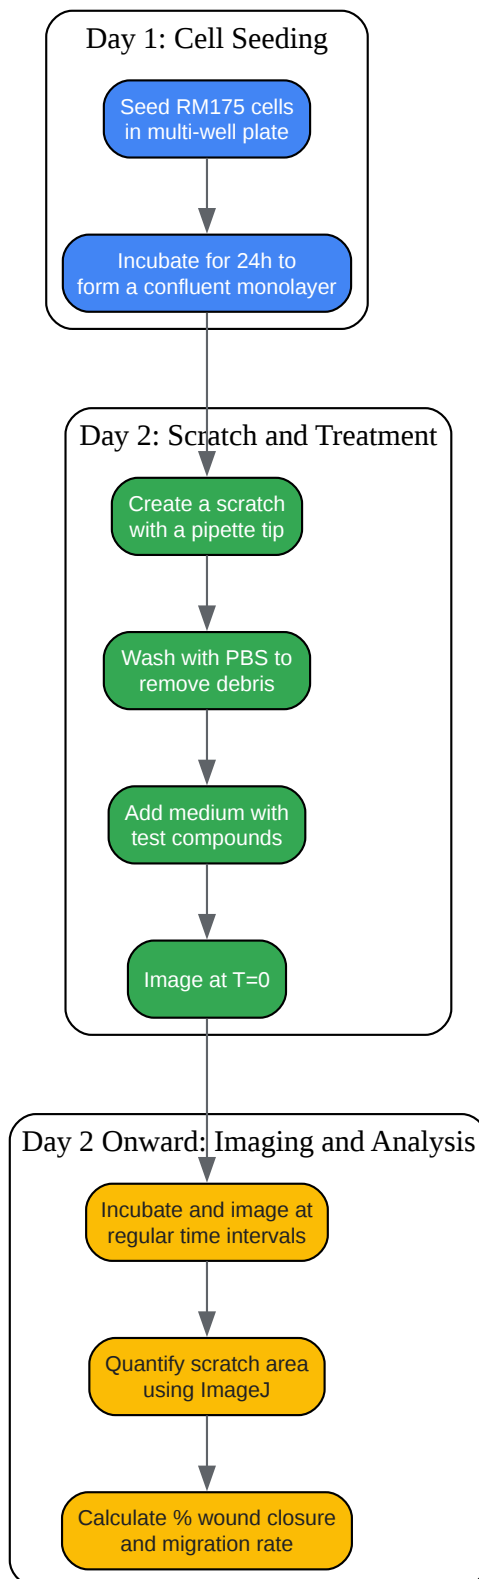 Day 1: Cell Seeding
Seed RM175 cells
in multi-well plate
Incubate for 24h to
form a confluent monolayer
Day 2: Scratch and Treatment
Create a scratch
with a pipette tip
Wash with PBS to
remove debris
Add medium with
test compounds
Image at T=0
Day 2 Onward: Imaging and Analysis
Incubate and image at
regular time intervals
Quantify scratch area
using ImageJ
Calculate % wound closure
and migration rate